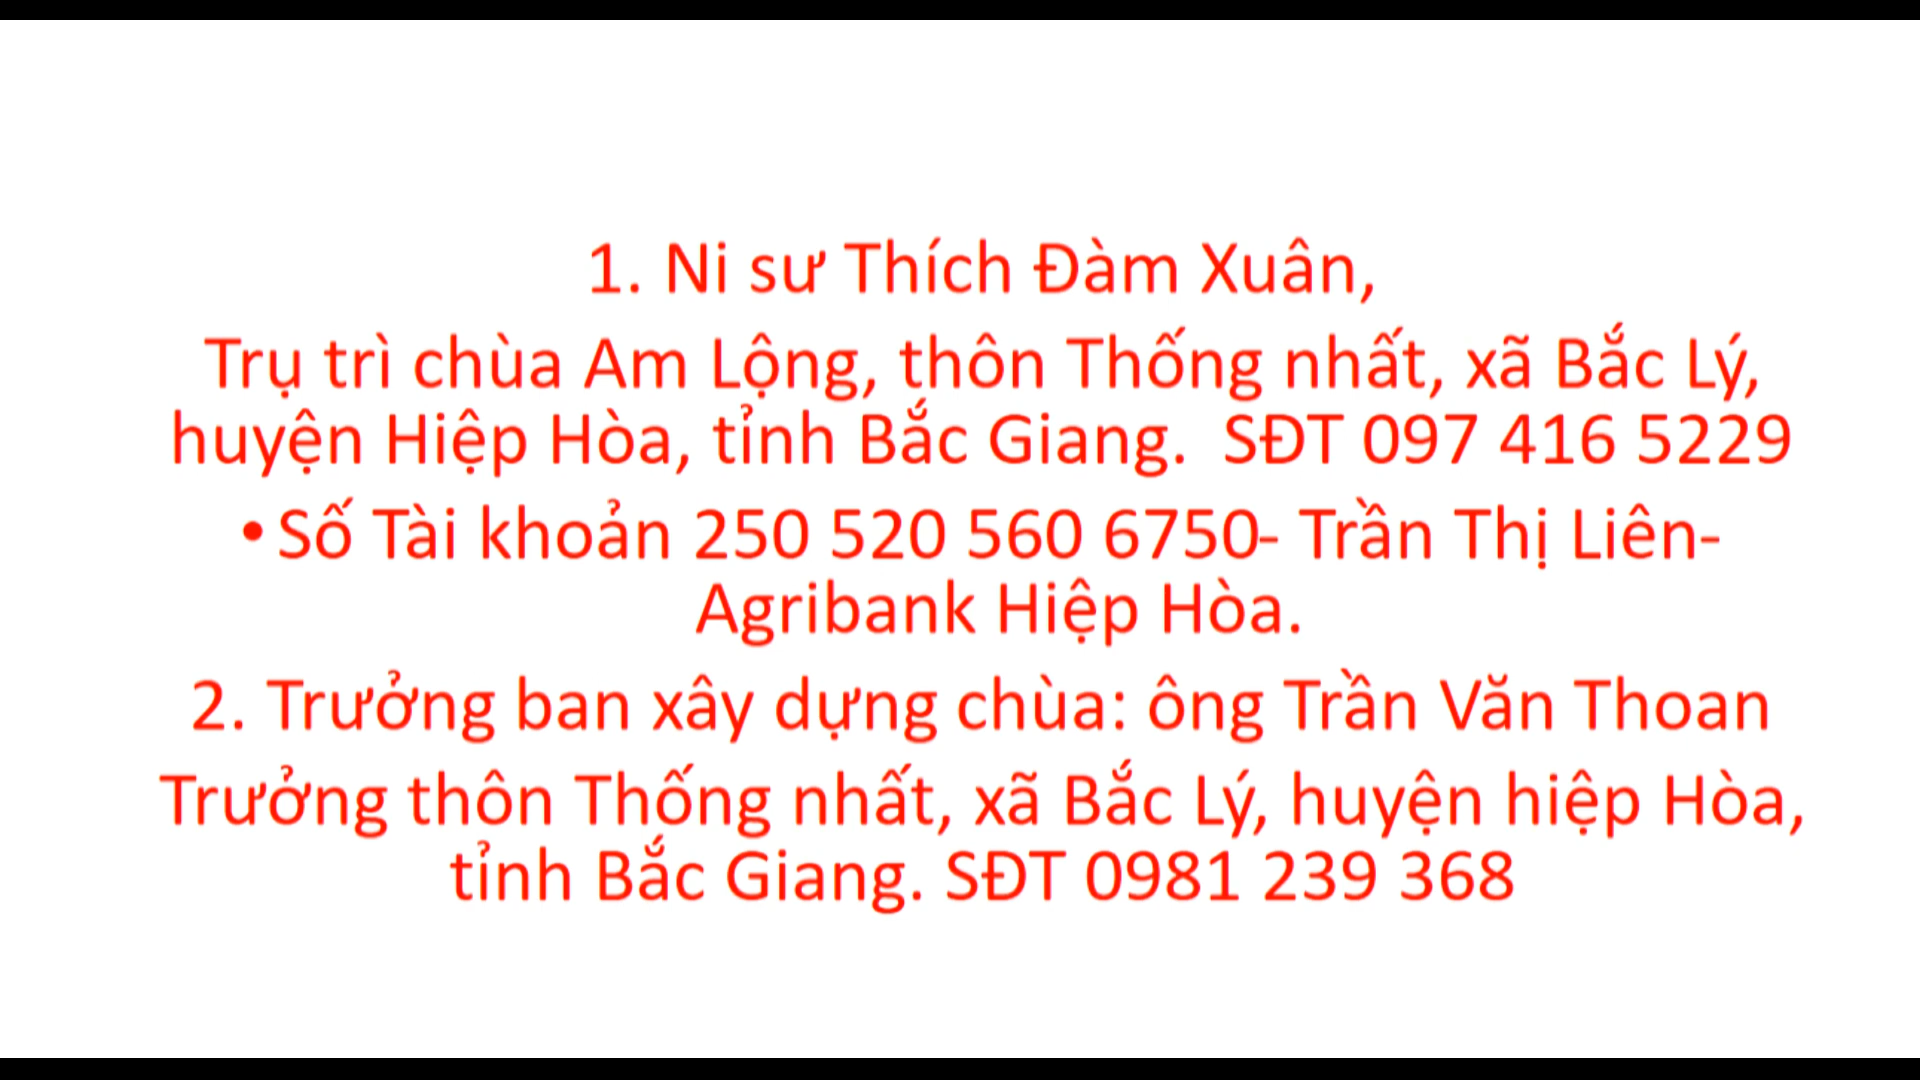 1. Ni sư Thích Đàm Xuân,
Trụ trì chùa Am Lộng, thôn Thống nhất, xã Bắc Lý,
huyện Hiệp Hòa, tỉnh Bắc Giang.  SĐT 097 416 5229
• Số Tài khoản 250 520 560 6750- Trần Thị Liên-
Agribank Hiệp Hòa.
2. Trưởng ban xây dựng chùa: ông Trần Văn Thoan
Trưởng thôn Thống nhất, xã Bắc Lý, huyện hiệp Hòa,
tỉnh Bắc Giang. SĐT 0981 239 368